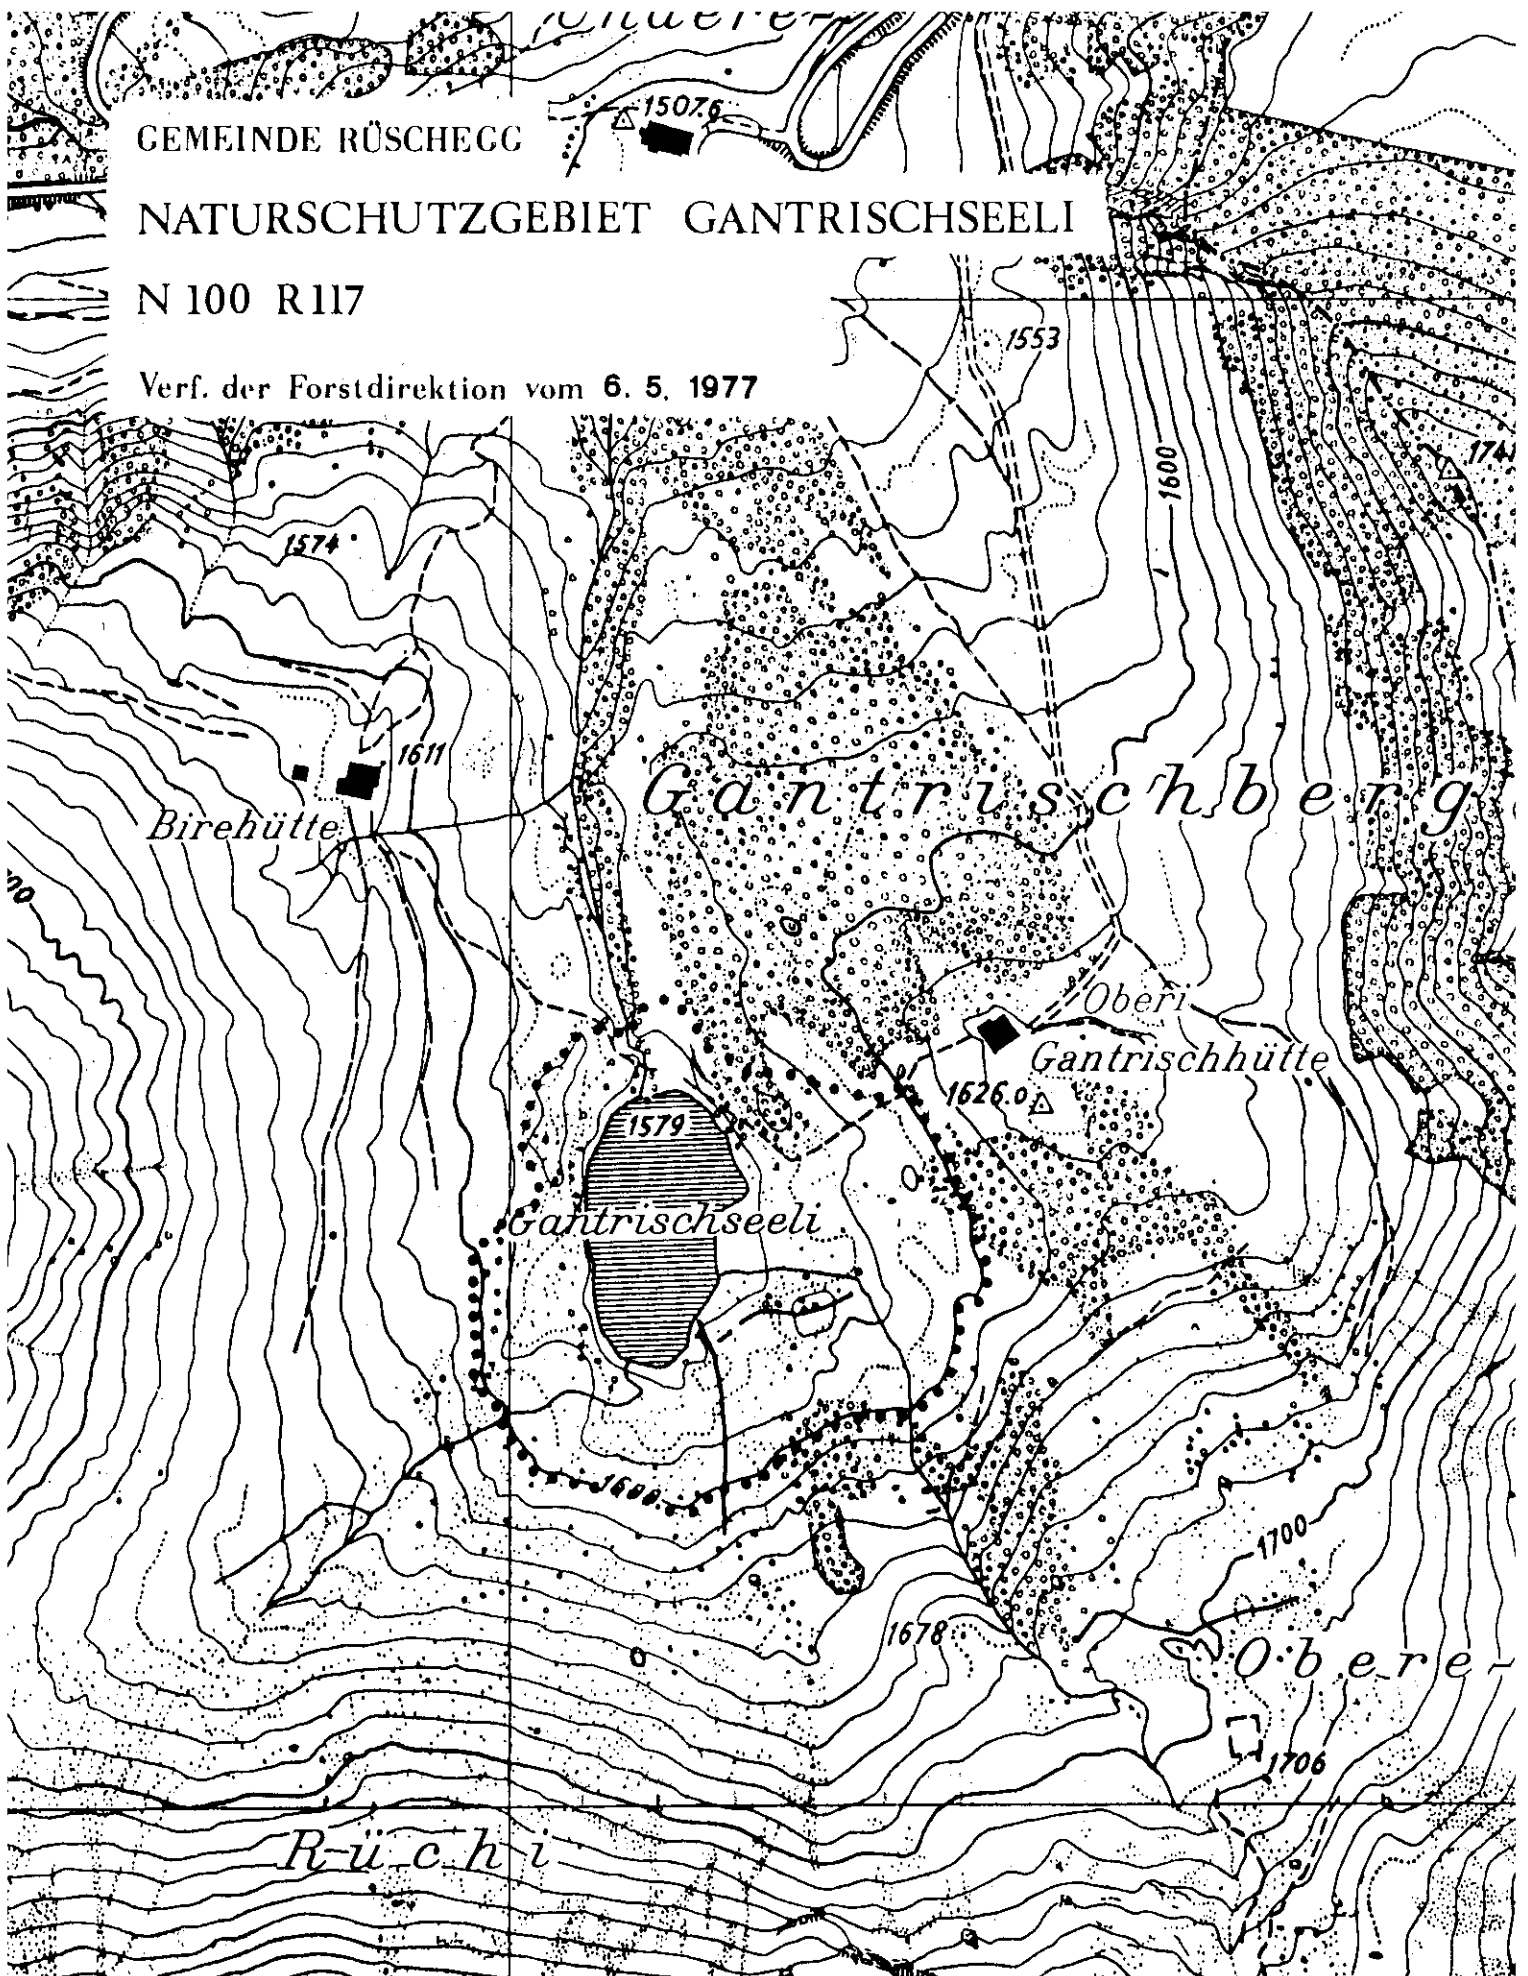 1507.6
GEMEINDE RÜSCHEGG
NATURSCHUTZGEBIET GANTRISCHSEELI
N 100 R 117
1553
Verf. der Forstdirektion vom 6. 5. 1977
1600
1574
1611
Gantrischberg
Birehütte
Oberi
Gantrischhütte
1626.0
1579
Gantrischseeli
1600
1700
1678
Obere-
1706
Rüchi